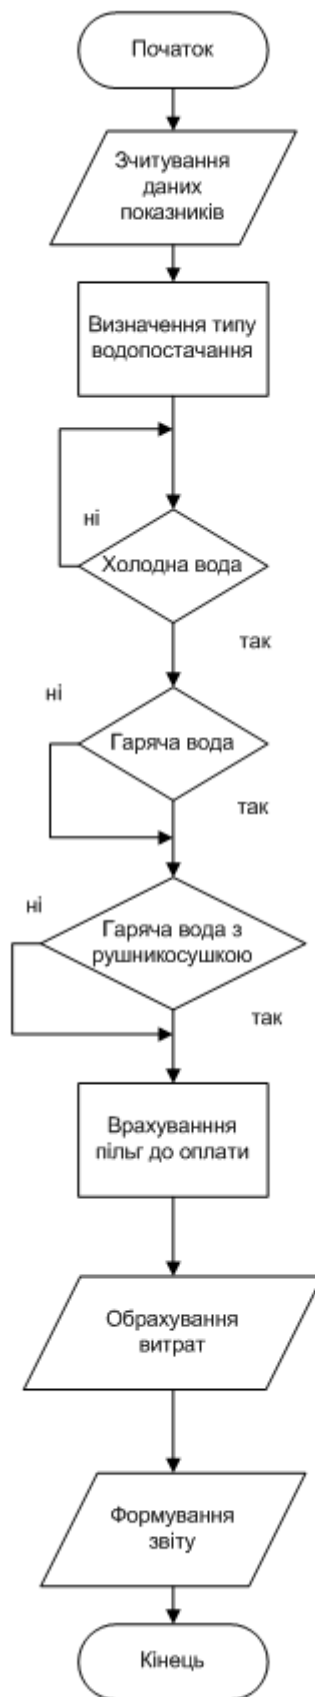 Початок
Зчитування
даних
показників
Визначення типу
водопостачання
ні
Холодна вода
так
ні
Гаряча вода
так
ні
Гаряча вода з
рушникосушкою
так
Врахуванння
пільг до оплати
Обрахування
витрат
Формування
звіту
Кінець